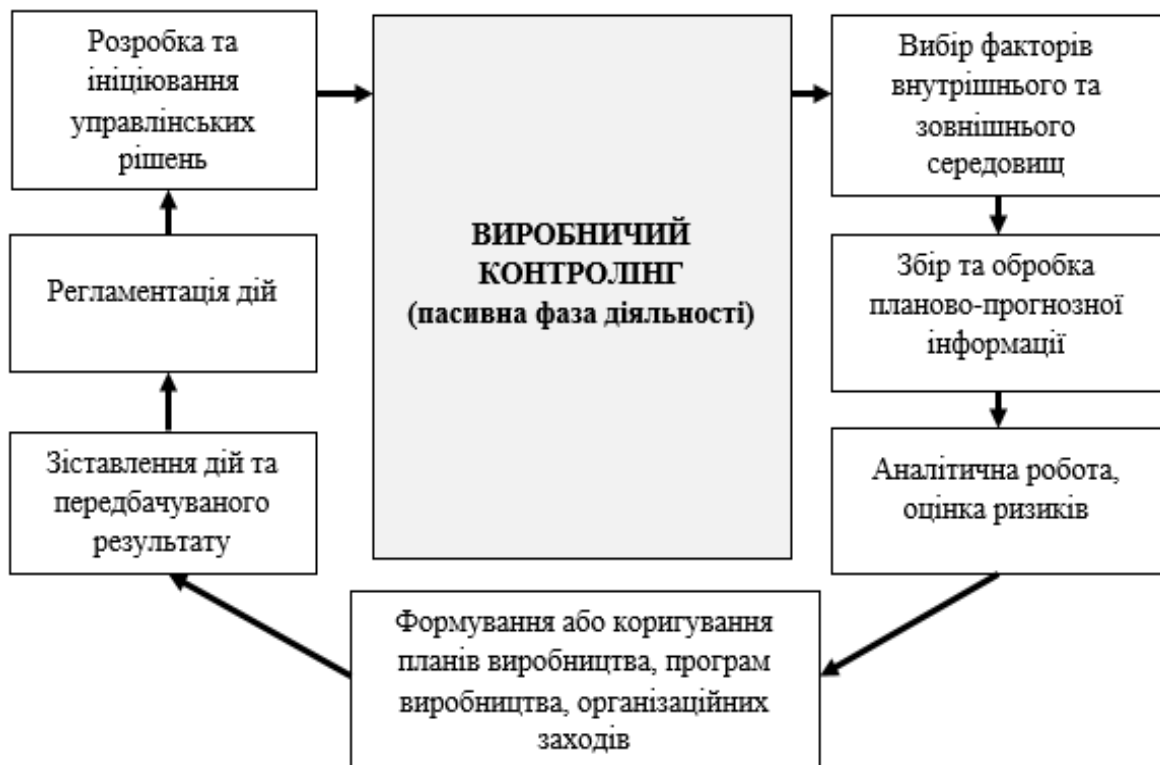 Розробка та
ініціювання
управлінських
рішень
ВИРОБНИЧИЙ
КОНТРОЛІНГ
(пасивна фаза діяльності)
Вибір факторів
внутрішнього та
зовнішнього
середовищ
Регламентація дій
Збір та обробка
планово-прогнозної
інформації
Зіставлення дій та
передбачуваного
результату
Аналітична робота,
оцінка ризиків
Формування або коригування
планів виробництва, програм
виробництва, організаційних
заходів